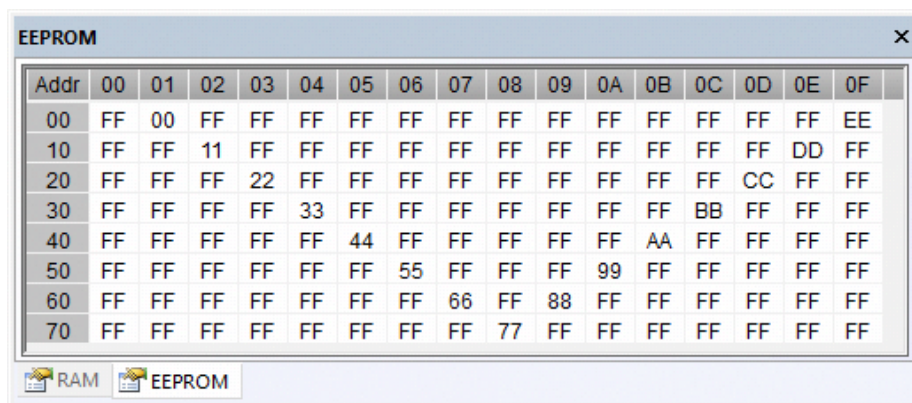 EEPROM
Addr 00 01 02 03 04 05 06 07 08 09 0A 0B 0C 0D 0E 0F
00 FF 00 FF FF FF FF FF FF FF FF FF FF FF FF FF EE
10 FF FF 11 FF FF FF FF FF FF FF FF FF FF FF DD FF
20 FF FF FF 22 FF FF FF FF FF FF FF FF FF CC FF FF
30 FF FF FF FF 33 FF FF FF FF FF FF FF BB FF FF FF
40 FF FF FF FF FF 44 FF FF FF FF FF AA FF FF FF FF
50 FF FF FF FF FF FF 55 FF FF FF 99 FF FF FF FF FF
60 FF FF FF FF FF FF FF 66 FF 88 FF FF FF FF FF FF
70 FF FF FF FF FF FF FF FF 77 FF FF FF FF FF FF FF
RAM EEPROM